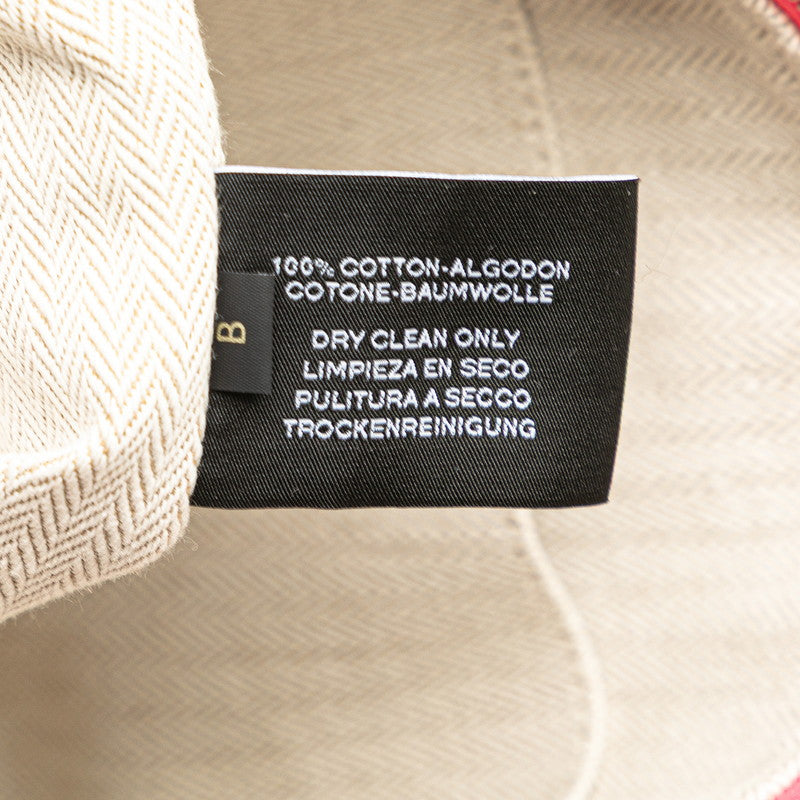 100% COTTON-ALGODON
COTONE-BAUMWOLLE
DRY CLEAN ONLY
LIMPIEZA EN SECO
PULITURA A SECCO
TROCKENREINIGUNG
B